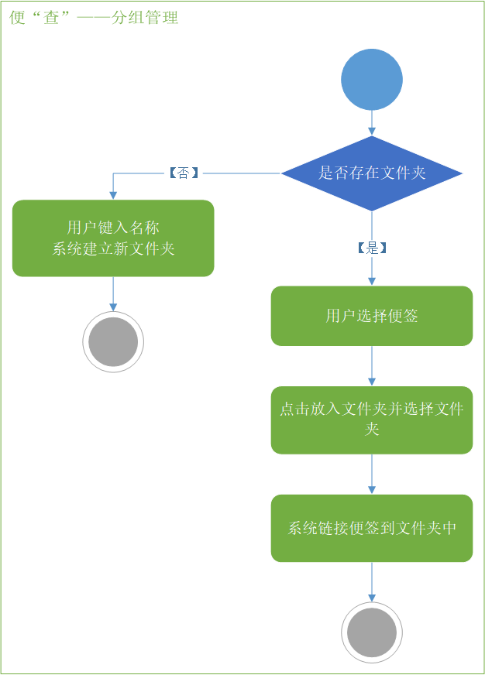 便“查”——分组管理
是否存在文件夹
【否】
用户键入名称
系统建立新文件夹
【是】
用户选择便签
点击放入文件夹并选择文件
夹
系统链接便签到文件夹中